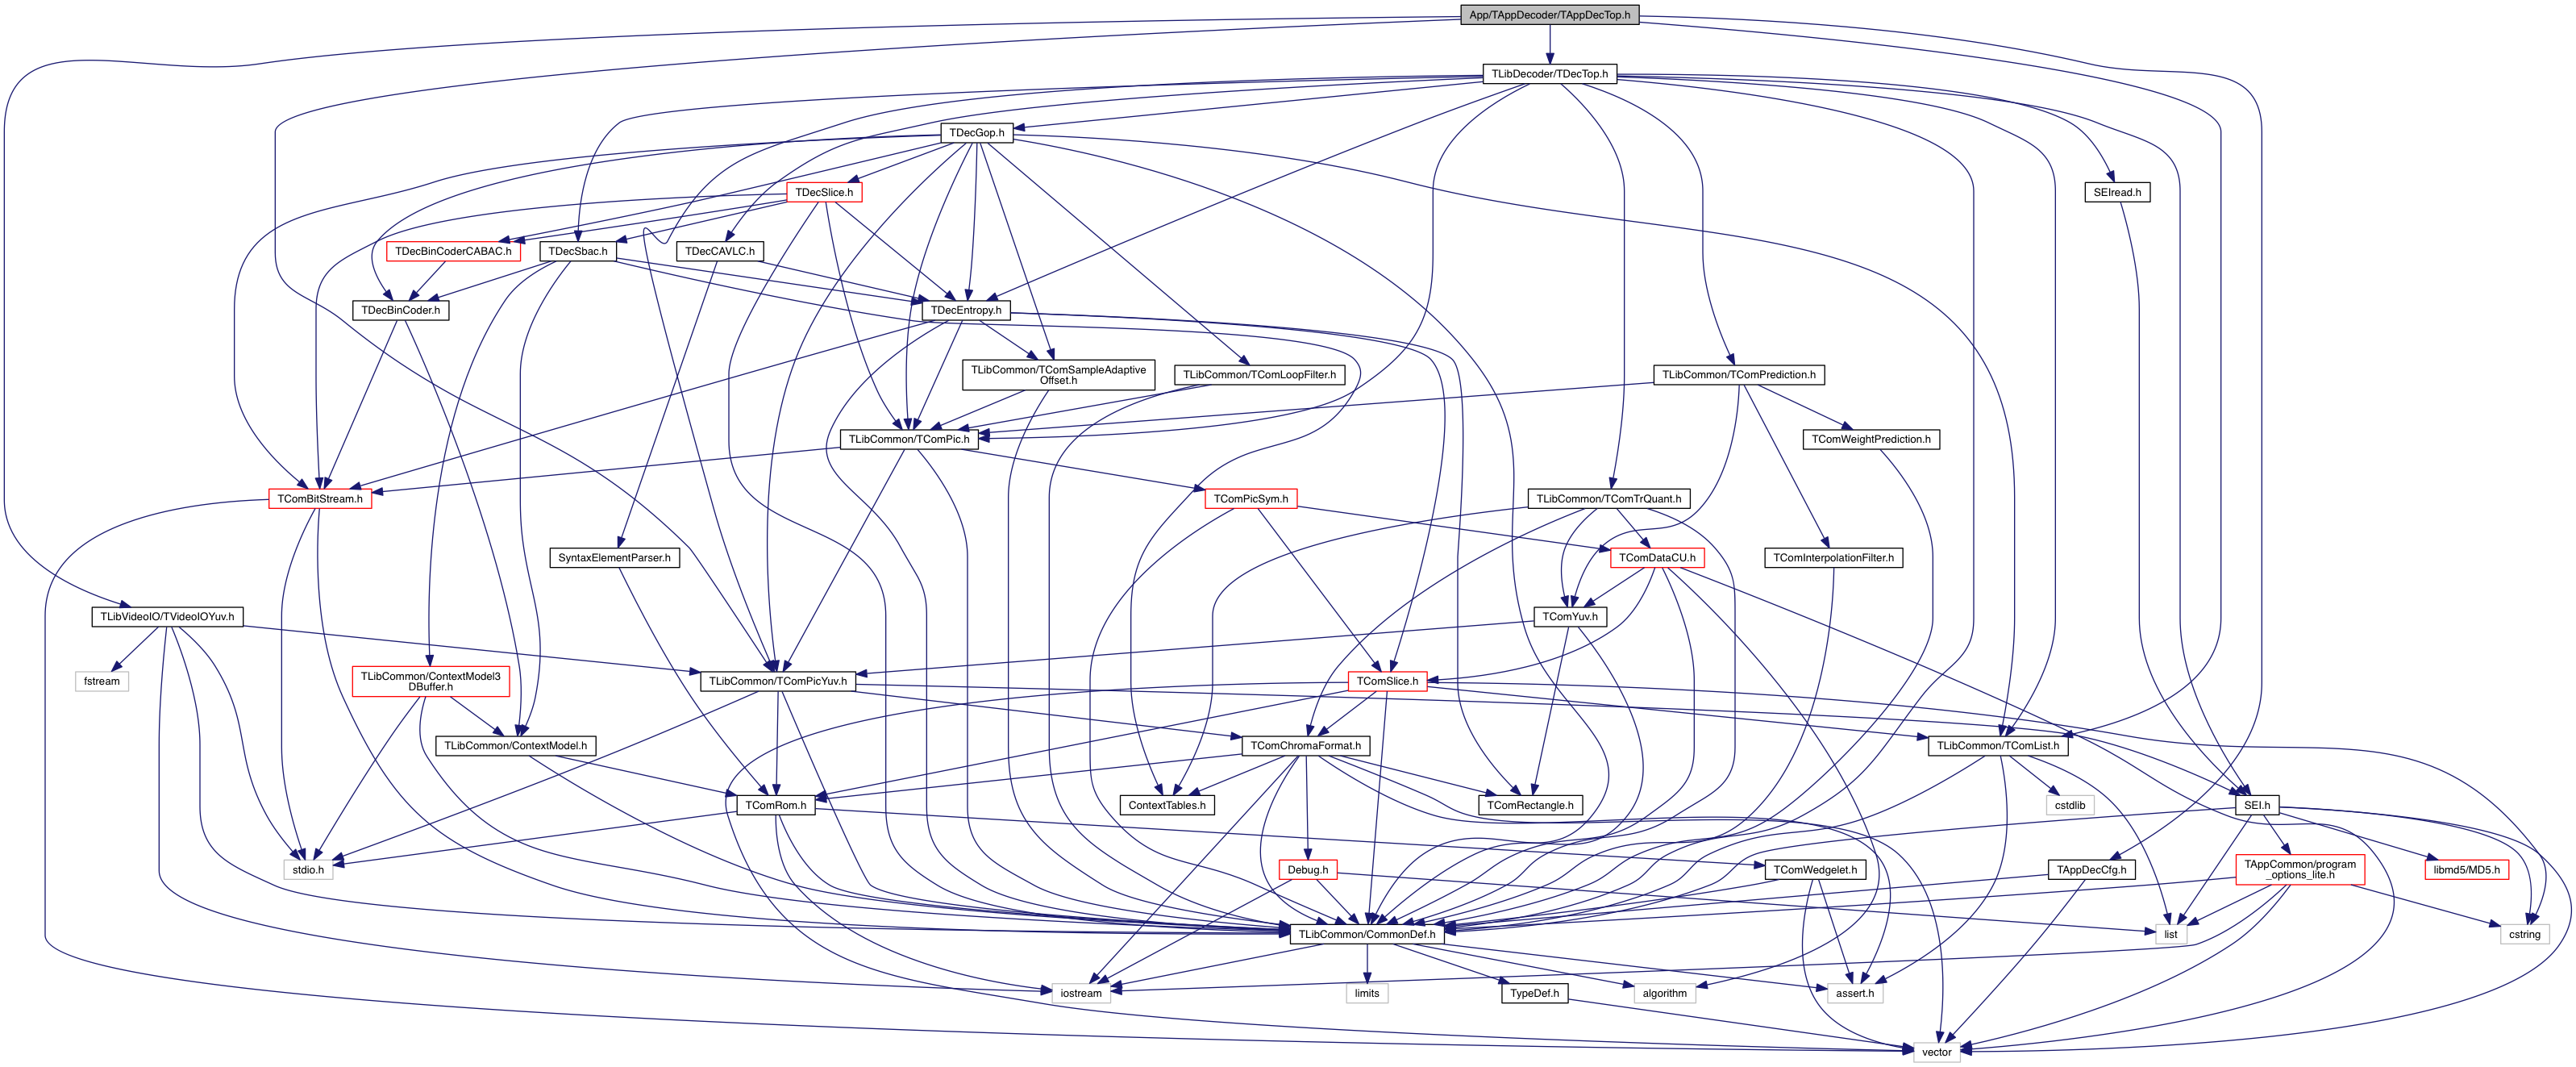 App/TAppDecoder/TAppDecTop.h
TLibDecoder/TDecTop.h
TDecGop.h
TDecSlice.h
SEIread.h
TDecBinCoderCABAC.h
TDecSbac.h
TDecCAVLC.h
TDecBinCoder.h
TDecEntropy.h
TLibCommon/TComSampleAdaptive
Offset.h
TLibCommon/TComLoopFilter.h
TLibCommon/TComPrediction.h
TLibCommon/TComPic.h
TComWeightPrediction.h
TComBitStream.h
TComPicSym.h
TLibCommon/TComTrQuant.h
SyntaxElementParser.h
TComDataCU.h
TComInterpolationFilter.h
TLibVideoIO/TVideoIOYuv.h
TComYuv.h
fstream
TLibCommon/ContextModel3
DBuffer.h
TLibCommon/TComPicYuv.h
TComSlice.h
TLibCommon/ContextModel.h
TComChromaFormat.h
TLibCommon/TComList.h
TComRom.h
ContextTables.h
TComRectangle.h
cstdlib
SEI.h
stdio.h
Debug.h
TComWedgelet.h
TAppDecCfg.h
TAppCommon/program
_options_lite.h
libmd5/MD5.h
TLibCommon/CommonDef.h
list
cstring
iostream
limits
TypeDef.h
algorithm
assert.h
vector